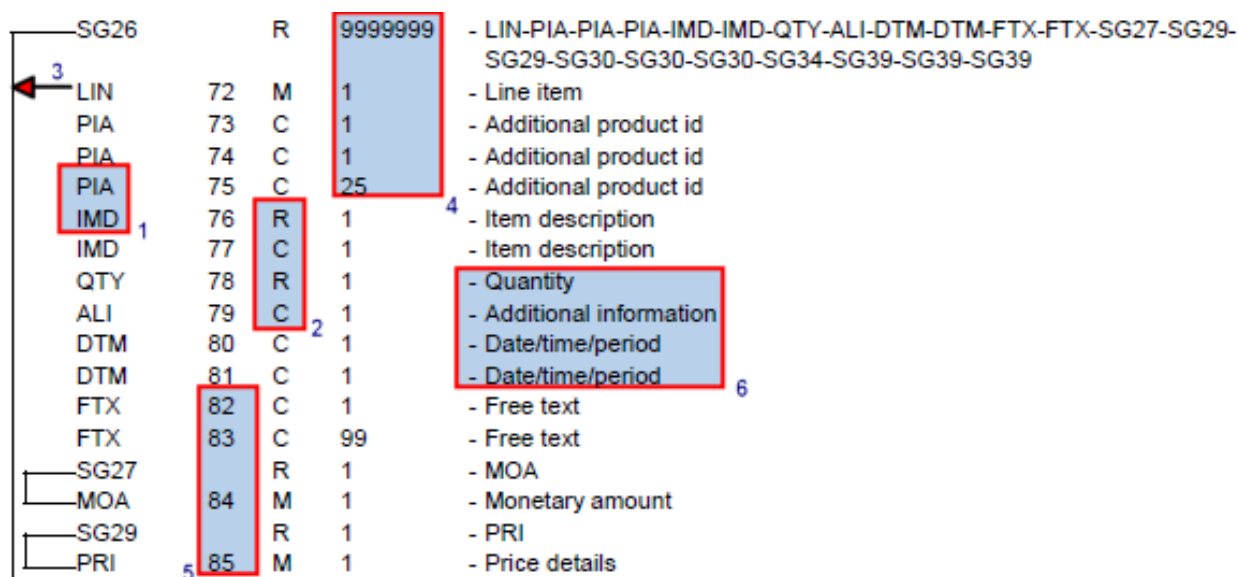 SG26 R 9999999 - LIN-PIA-PIA-PIA-IMD-IMD-QTY-ALI-DTM-DTM-FTX-FTX-SG27-SG29-
SG29-SG30-SG30-SG30-SG34-SG39-SG39-SG39
3
LIN 72 M 1 - Line item
PIA 73 C 1 - Additional product id
PIA 74 C 1 - Additional product id
PIA 75 C 25 - Additional product id
4
IMD 76 R 1 - Item description
1
IMD 77 C 1 - Item description
QTY 78 R 1 - Quantity
ALI 79 C 1 - Additional information
2
DTM 80 C 1 - Date/time/period
DTM 81 C 1 - Date/time/period
6
FTX 82 C 1 - Free text
FTX 83 C 99 - Free text
SG27 R 1 - MOA
MOA 84 M 1 - Monetary amount
SG29 R 1 - PRI
PRI 85 M 1 - Price details
5